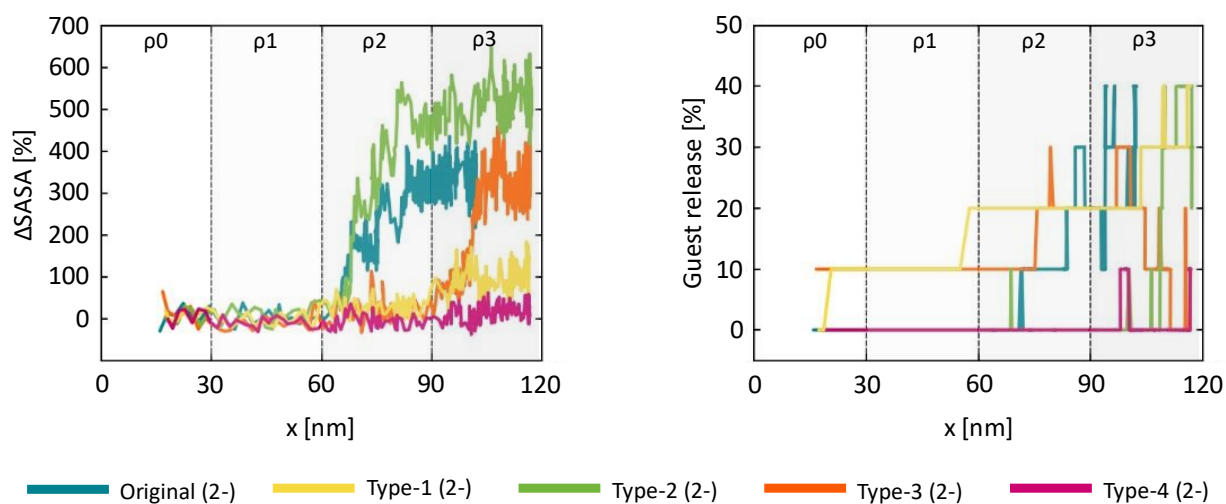 700
600
500
400
300
200
100
0
ΔSASA [%]
ρ0 ρ1 ρ2 ρ3
0 30 60 90 120
x [nm]
50
40
30
20
10
0
Guest release [%]
ρ0 ρ1 ρ2 ρ3
0 30 60 90 120
x [nm]
Original (2-) Type-1 (2-) Type-2 (2-) Type-3 (2-) Type-4 (2-)